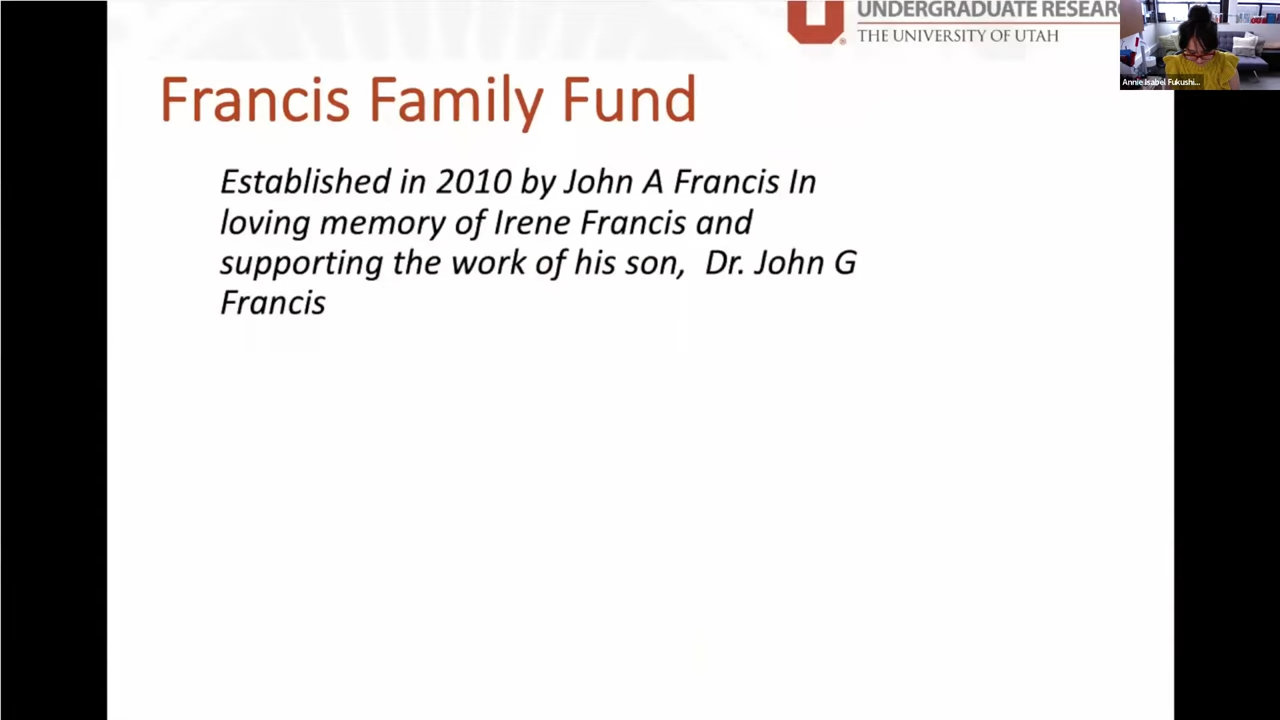 UNDERGRADUATE RESEAR
THE UNIVERSITY OF UTAH
Annie Isabel Fukushi...
Francis Family Fund
Established in 2010 by John A Francis In
loving memory of Irene Francis and
supporting the work of his son, Dr. John G
Francis